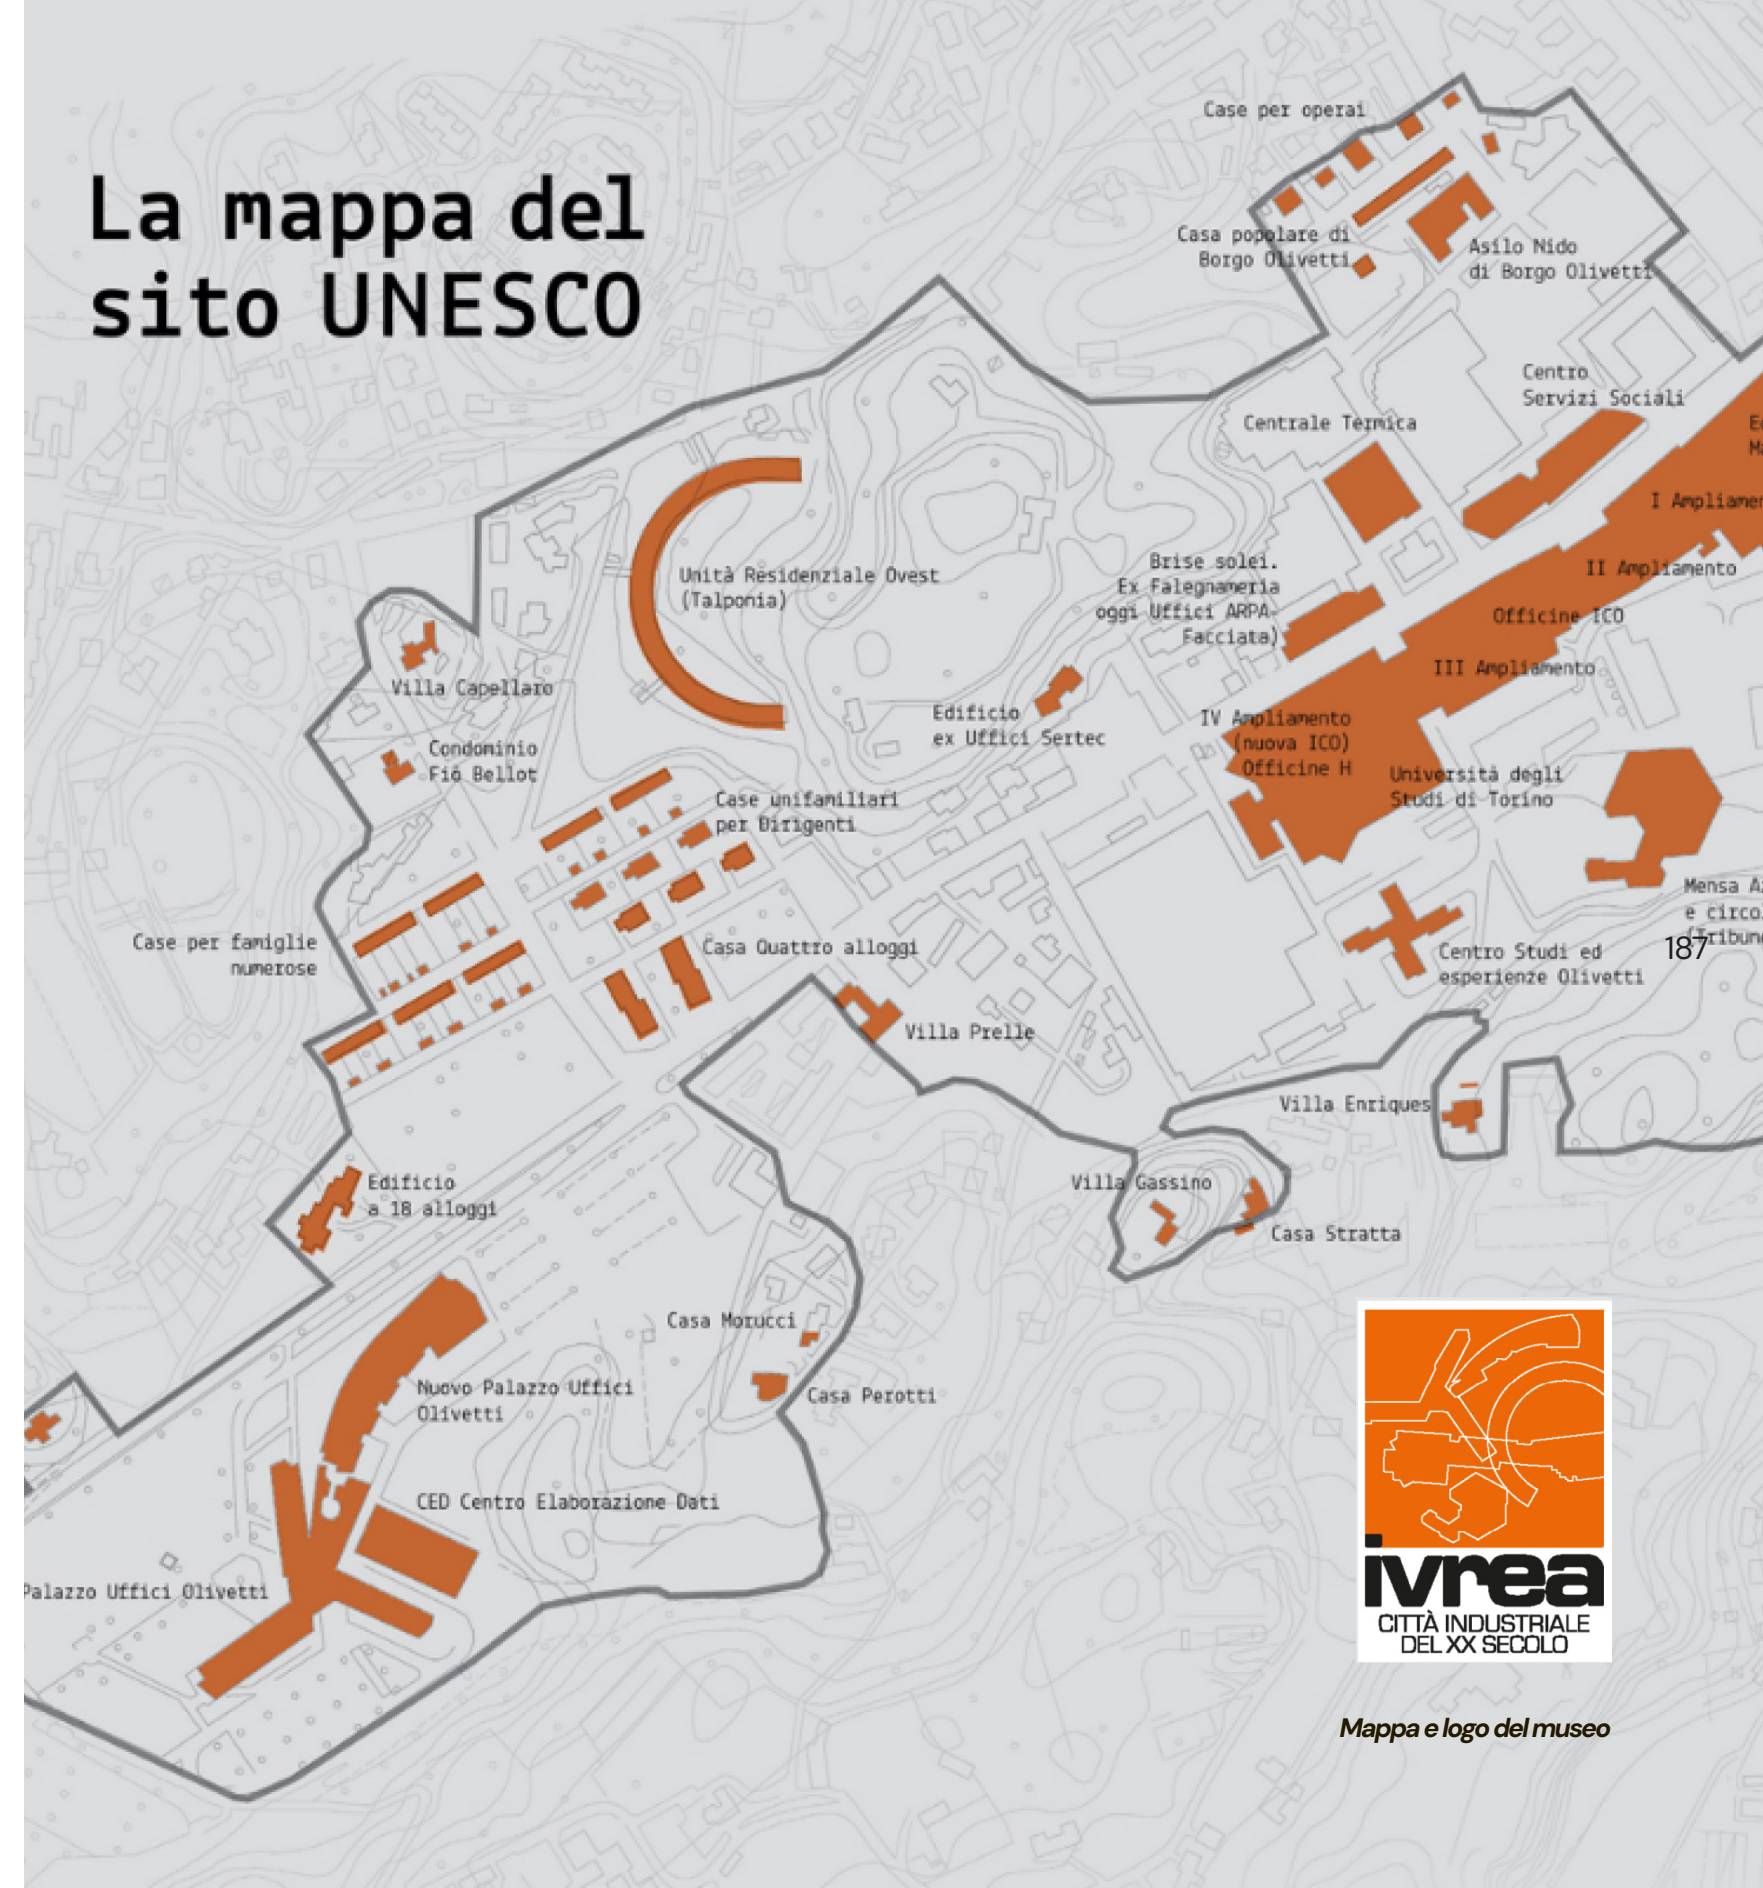 La mappa del
sito UNESCO
Case per operai
Casa popolare di
Borgo Olivetti
Asilo Nido
di Borgo Olivetti
Centro
Servizi Sociali
Centrale Termica
I Ampliamen
II Ampliamento
Officine ICO
III Ampliamento
Brise solei.
Ex Falegnameria
oggi Uffici ARPA-
Facciata)
IV Ampliamento
(nuova ICO)
Officine H
Università degli
Studi di Torino
Unità Residenziale Ovest
(Talponia)
Villa Capellaro
Condominio
Fiò Bellot
Edificio
ex Uffici Sertec
Case unifamiliari
per Dirigenti
Mensa A
e circo
(Tribun
187
Case per famiglie
numerose
Casa Quattro alloggi
Centro Studi ed
esperienze Olivetti
Villa Prelle
Villa Enriques
Edificio
a 18 alloggi
Villa Gassino
Casa Stratta
Casa Morucci
Casa Perotti
Nuovo Palazzo Uffici
Olivetti
CED Centro Elaborazione Dati
Palazzo Uffici Olivetti
ivrea
CITTÀ INDUSTRIALE
DEL XX SECOLO
Mappa e logo del museo